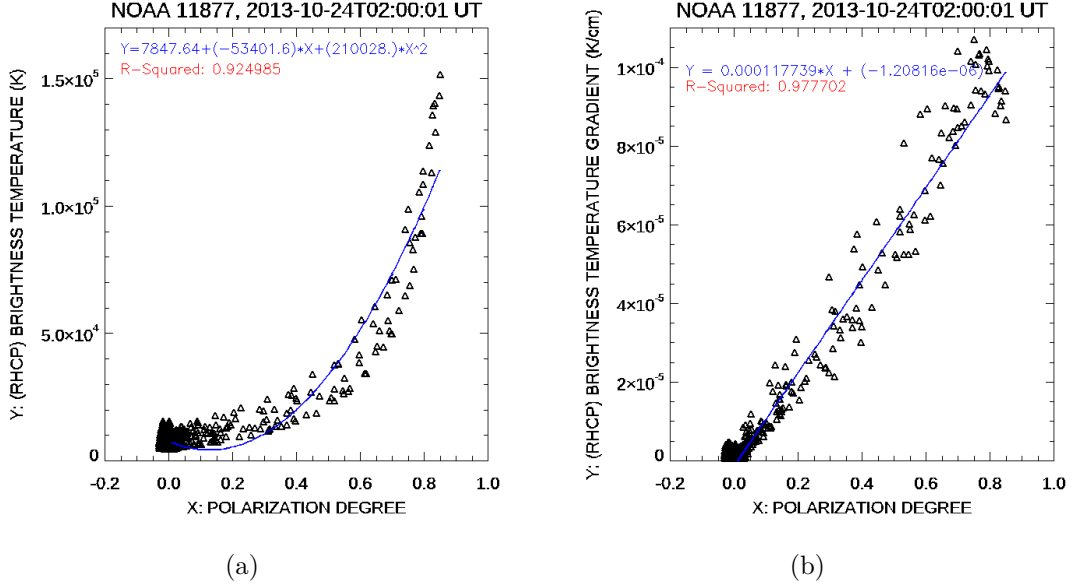 NOAA 11877, 2013-10-24T02:00:01 UT
Y=7847.64+(-53401.6)*X+(210028.)*X^2
R-Squared: 0.924985
Y: (RHCP) BRIGHTNESS TEMPERATURE (K)
1.5×10^5
1.0×10^5
5.0×10^4
0
-0.2 0.0 0.2 0.4 0.6 0.8 1.0
X: POLARIZATION DEGREE
(a)
NOAA 11877, 2013-10-24T02:00:01 UT
Y = 0.000117739*X + (-1.20816e-06)
R-Squared: 0.977702
Y: (RHCP) BRIGHTNESS TEMPERATURE GRADIENT (K/cm)
1×10^-4
8×10^-5
6×10^-5
4×10^-5
2×10^-5
0
-0.2 0.0 0.2 0.4 0.6 0.8 1.0
X: POLARIZATION DEGREE
(b)